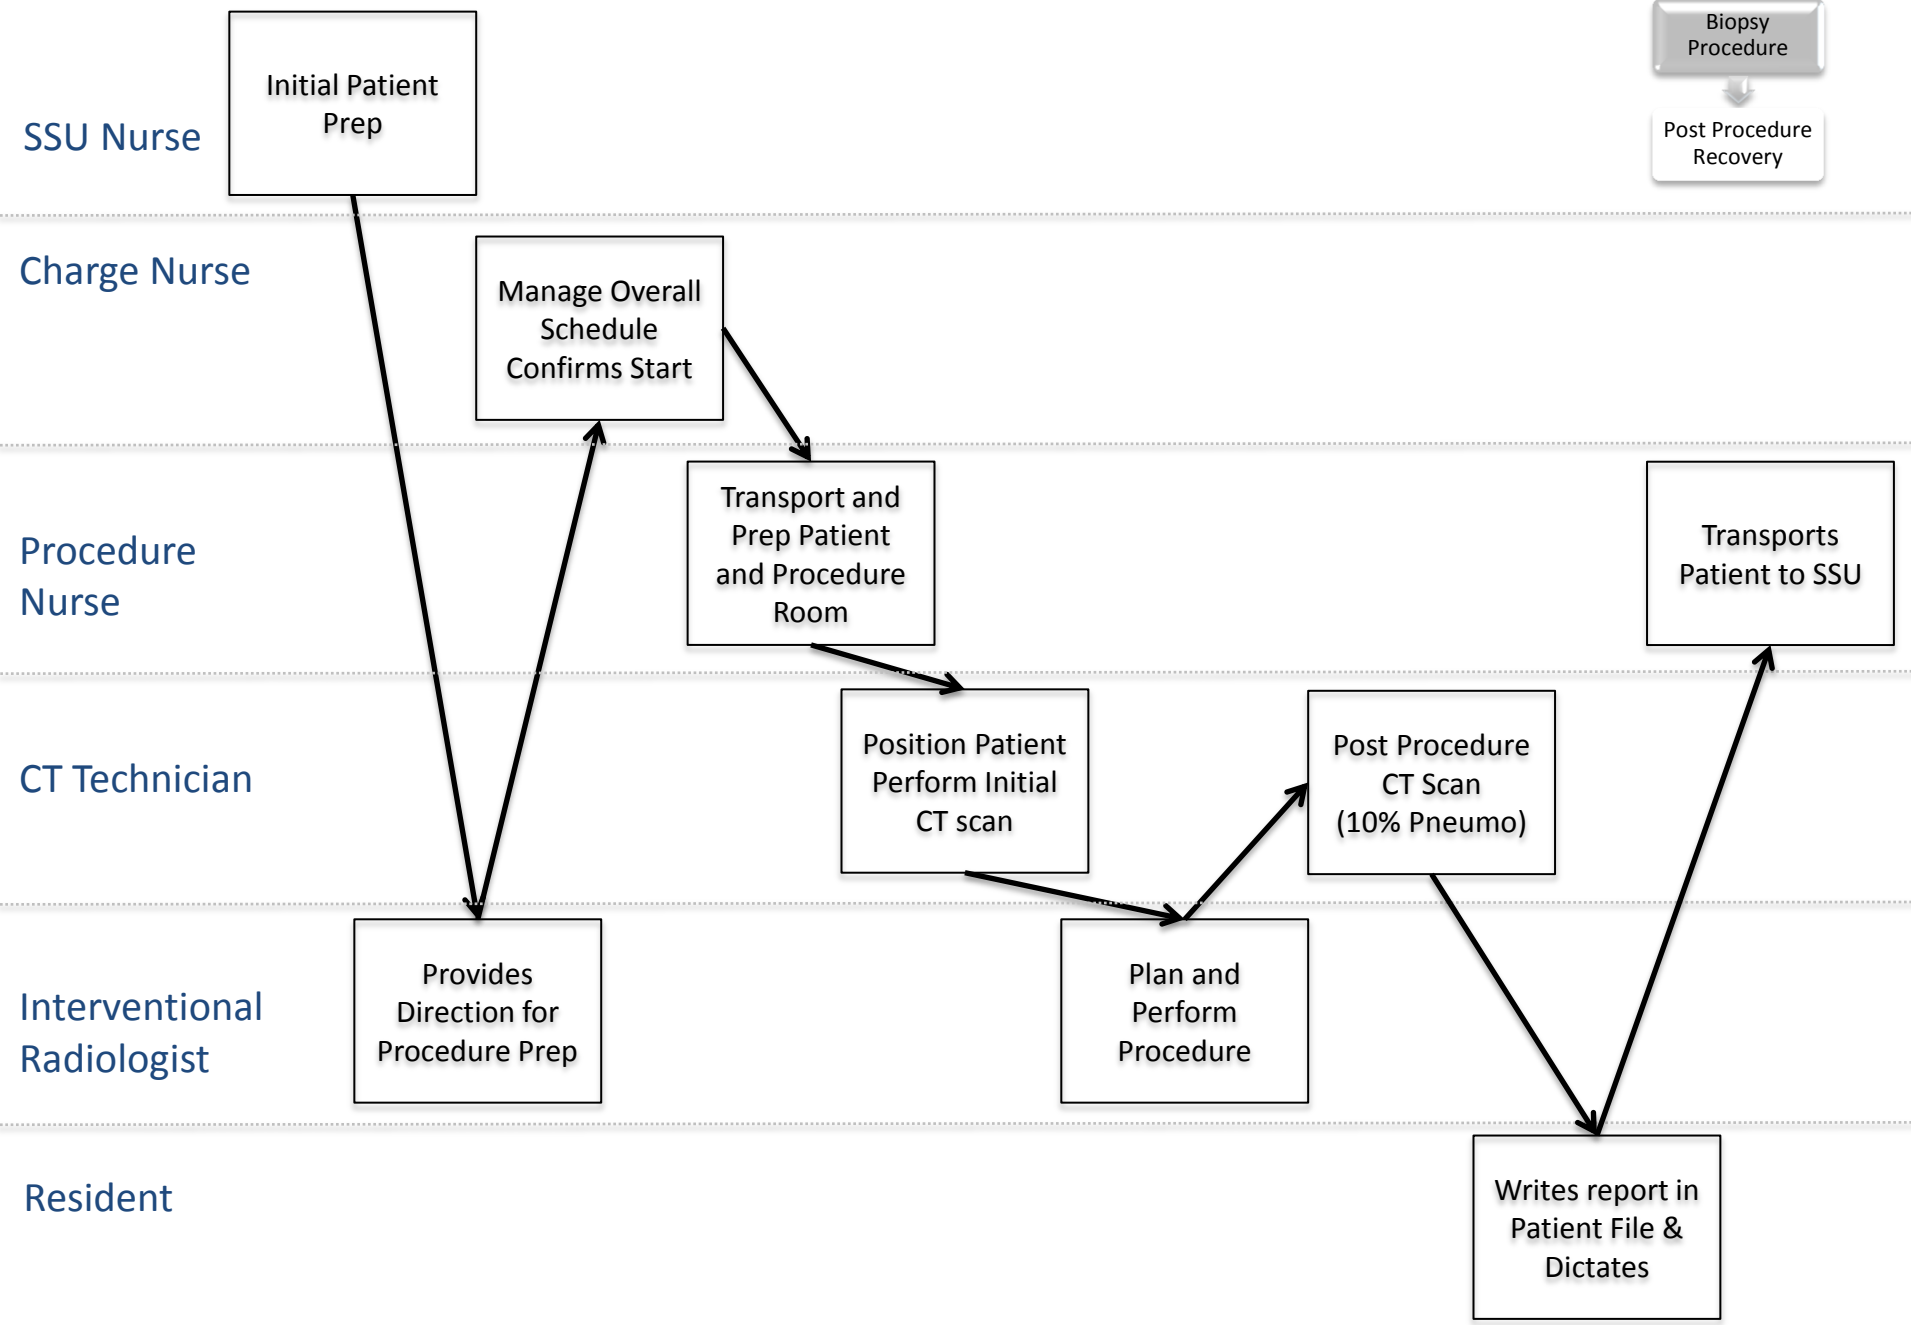 Biopsy
Procedure
Post Procedure
Recovery
SSU Nurse
Initial Patient
Prep
Charge Nurse
Manage Overall
Schedule
Confirms Start
Procedure
Nurse
Transport and
Prep Patient
and Procedure
Room
Transports
Patient to SSU
CT Technician
Position Patient
Perform Initial
CT scan
Post Procedure
CT Scan
(10% Pneumo)
Interventional
Radiologist
Provides
Direction for
Procedure Prep
Plan and
Perform
Procedure
Resident
Writes report in
Patient File &
Dictates